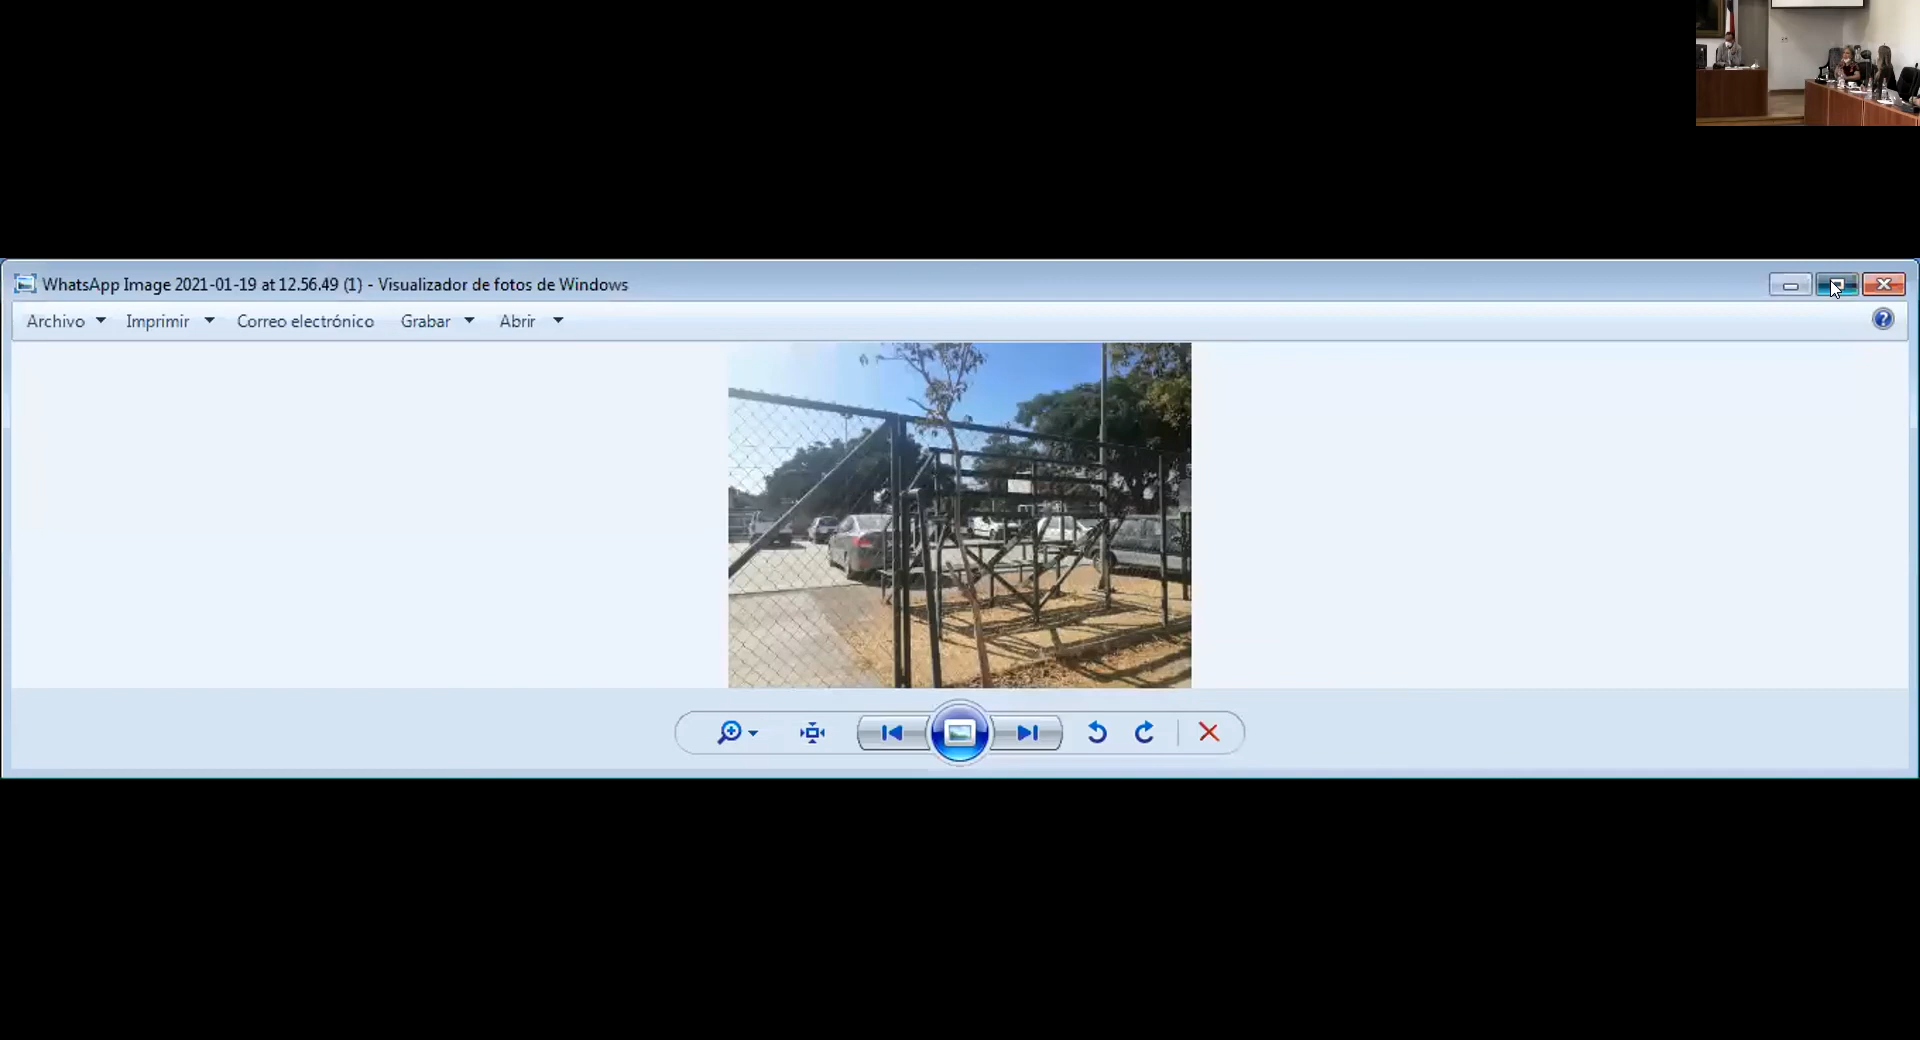 WhatsApp Image 2021-01-19 at 12.56.49 (1) - Visualizador de fotos de Windows
Archivo Imprimir Correo electrónico Grabar Abrir